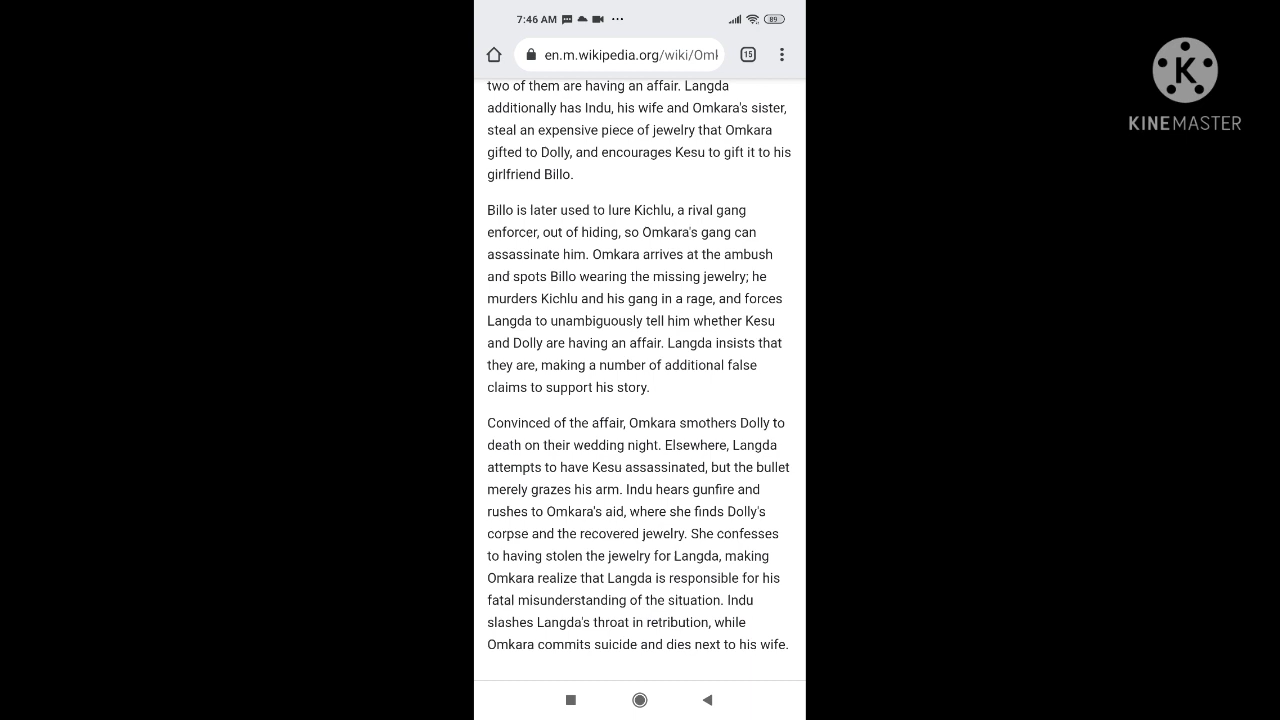 7:46 AM
89
en.m.wikipedia.org/wiki/Om
15
two of them are having an affair. Langda
additionally has Indu, his wife and Omkara's sister,
steal an expensive piece of jewelry that Omkara
gifted to Dolly, and encourages Kesu to gift it to his
girlfriend Billo.
Billo is later used to lure Kichlu, a rival gang
enforcer, out of hiding, so Omkara's gang can
assassinate him. Omkara arrives at the ambush
and spots Billo wearing the missing jewelry; he
murders Kichlu and his gang in a rage, and forces
Langda to unambiguously tell him whether Kesu
and Dolly are having an affair. Langda insists that
they are, making a number of additional false
claims to support his story.
Convinced of the affair, Omkara smothers Dolly to
death on their wedding night. Elsewhere, Langda
attempts to have Kesu assassinated, but the bullet
merely grazes his arm. Indu hears gunfire and
rushes to Omkara's aid, where she finds Dolly's
corpse and the recovered jewelry. She confesses
to having stolen the jewelry for Langda, making
Omkara realize that Langda is responsible for his
fatal misunderstanding of the situation. Indu
slashes Langda's throat in retribution, while
Omkara commits suicide and dies next to his wife.
K
KINEMASTER